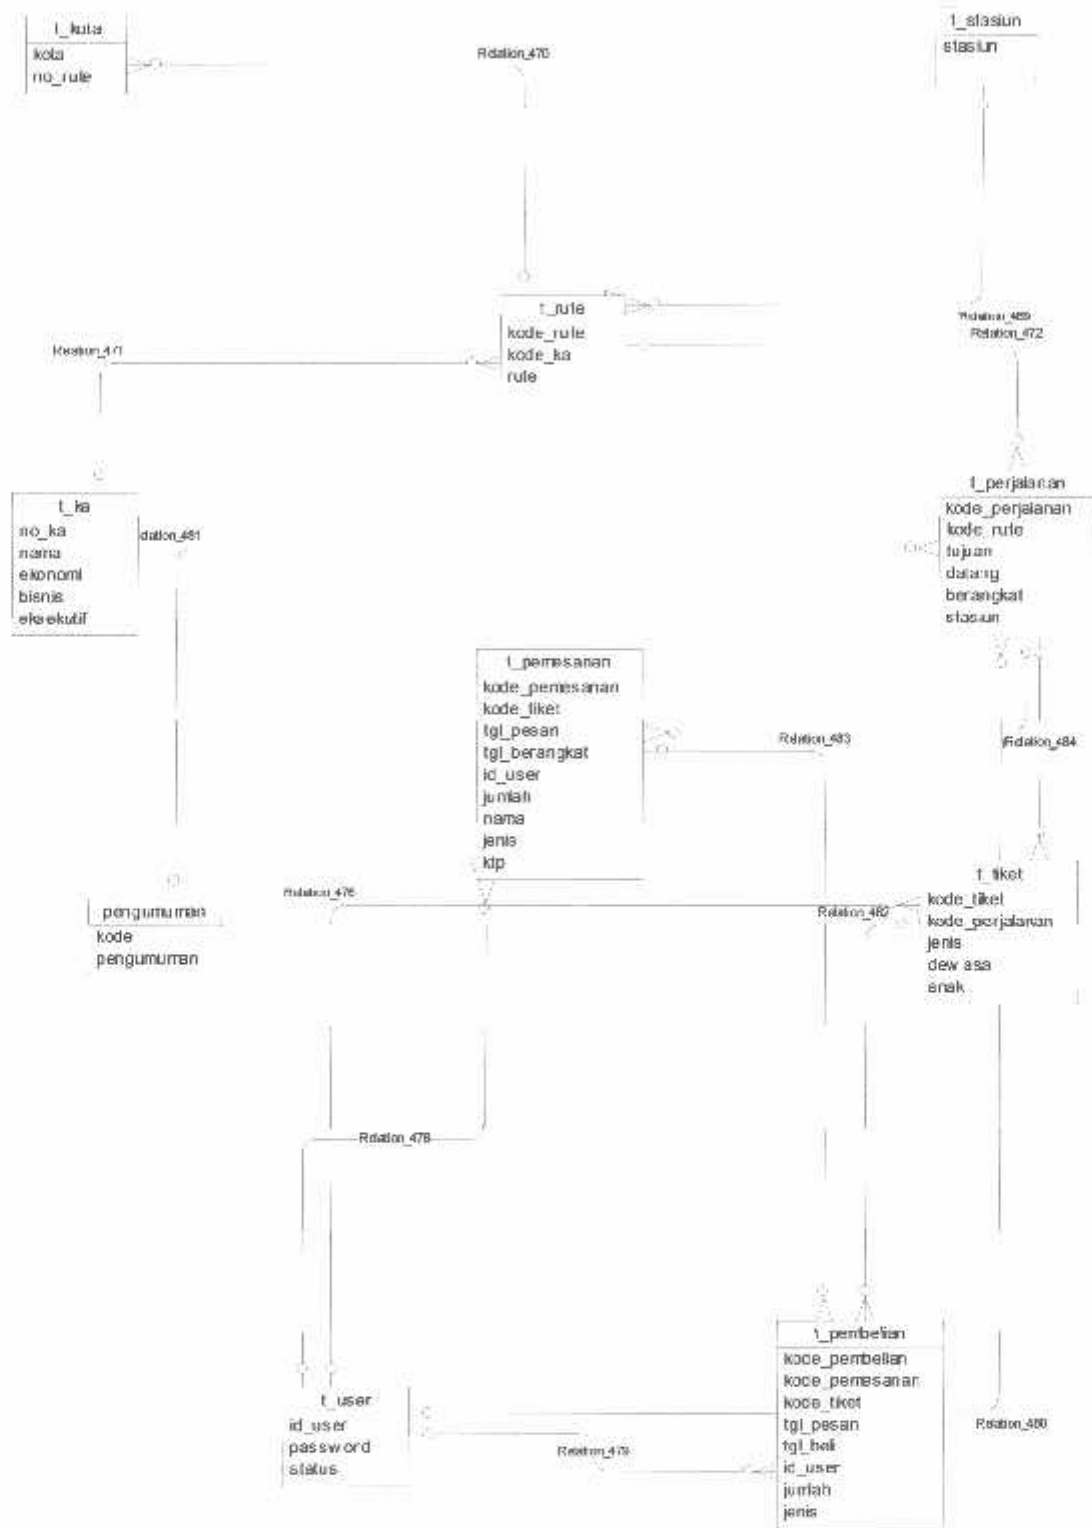 t_kota
kota
no_rute
Relation_470
t_stasiun
stasiun
t_rute
kode_rute
kode_ka
rute
Relation_471
Relation_469
Relation_472
t_ka
no_ka
nama
ekonomi
bisnis
eksekutif
elation_481
t_perjalanan
kode_perjalanan
kode_rute
tujuan
datang
berangkat
stasiun
t_pemesanan
kode_pemesanan
kode_tiket
tgl_pesan
tgl_berangkat
id_user
jumlah
nama
jenis
ktp
Relation_483
Relation_484
pengumuman
kode
pengumuman
Relation_476
Relation_482
t_tiket
kode_tiket
kode_perjalanan
jenis
dewasa
anak
Relation_478
t_user
id_user
password
status
Relation_479
t_pembelian
kode_pembelian
kode_pemesanan
kode_tiket
tgl_pesan
tgl_beli
id_user
jumlah
jenis
Relation_480